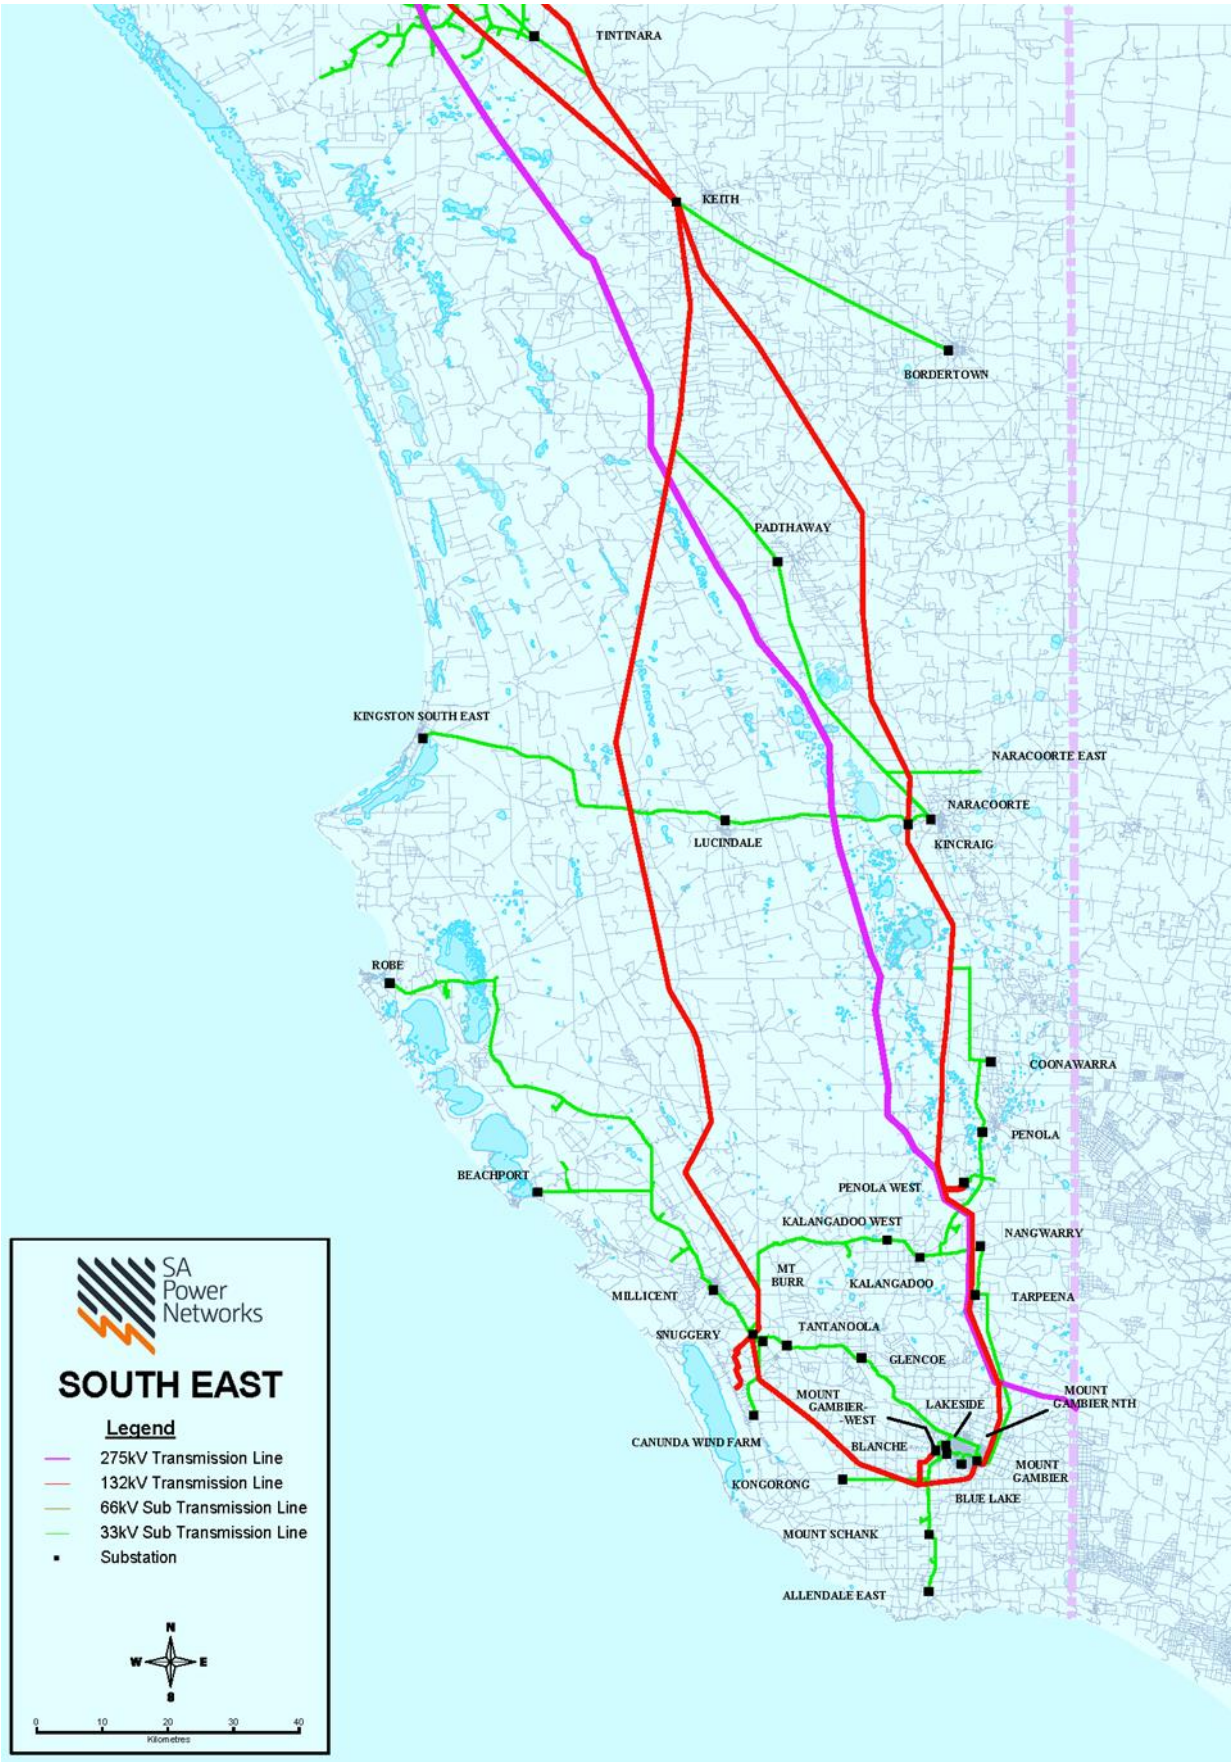 TINTINARA
KEITH
BORDERTOWN
PADTHAWAY
KINGSTON SOUTH EAST
NARACOORTE EAST
NARACOORTE
LUCINDALE
KINCRAIG
ROBE
COONAWARRA
PENOLA
BEACHPORT
PENOLA WEST
KALANGADOO WEST
NANGWARRY
MT
BURR
KALANGADOO
MILLICENT
TARPEENA
SNUGGERY
TANTANOOLA
GLENCOE
MOUNT
GAMBIER-
-WEST
LAKESIDE
MOUNT
GAMBIER NTH
CANUNDA WIND FARM
BLANCHE
MOUNT
GAMBIER
KONGORONG
BLUE LAKE
MOUNT SCHANK
ALLENDALE EAST
SA
Power
Networks
SOUTH EAST
Legend
275kV Transmission Line
132kV Transmission Line
66kV Sub Transmission Line
33kV Sub Transmission Line
Substation
N
W E
S
0 10 20 30 40
Kilometres